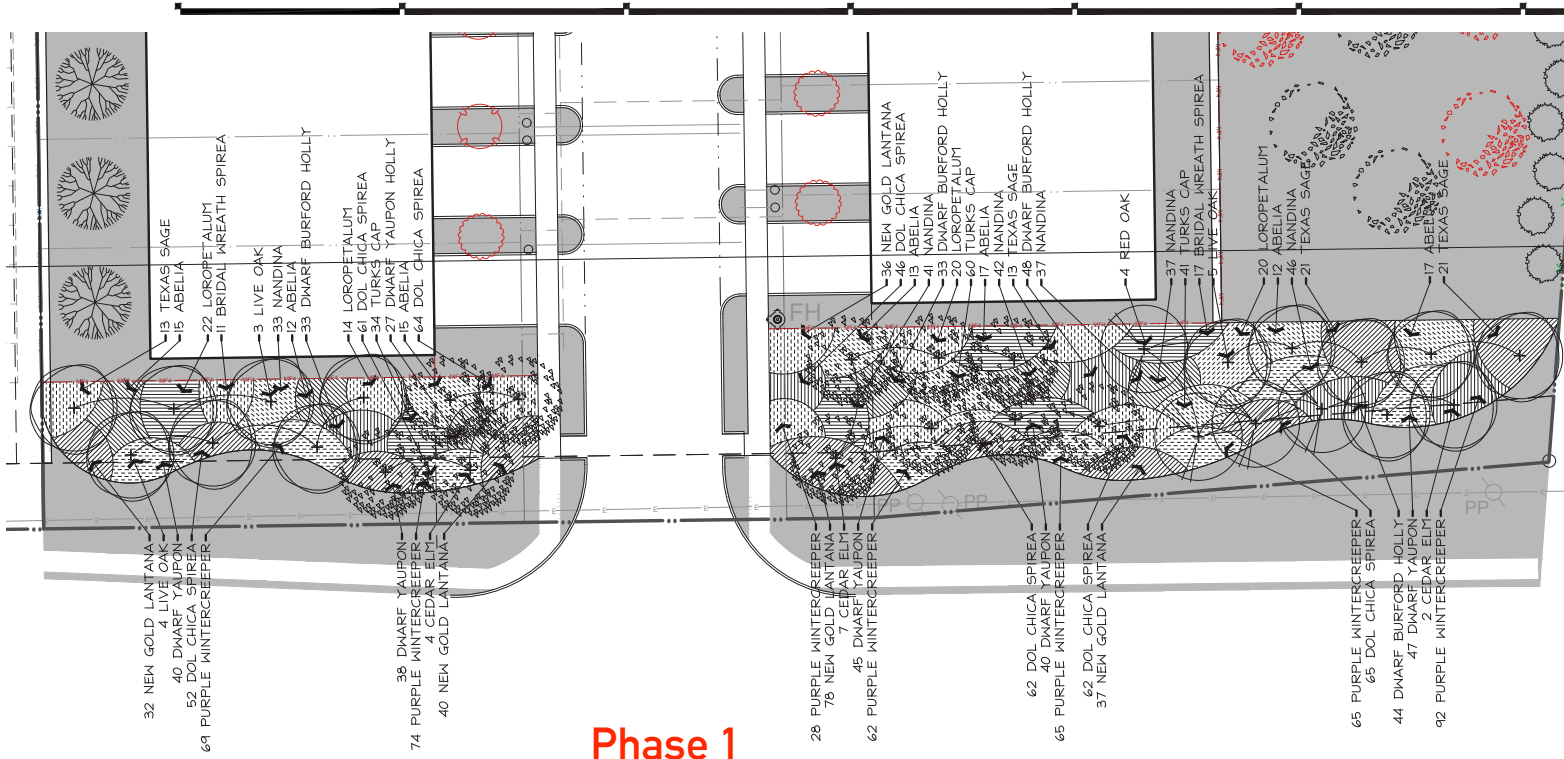 13 TEXAS SAGE
15 ABELIA
22 LOROPETALUM
11 BRIDAL WREATH SPIREA
3 LIVE OAK
33 NANDINA
12 ABELIA
33 DWARF BURFORD HOLLY
14 LOROPETALUM
61 DOL CHICA SPIREA
34 TURKS CAP
27 DWARF YAUPON HOLLY
15 ABELIA
64 DOL CHICA SPIREA
36 NEW GOLD LANTANA
46 DOL CHICA SPIREA
13 ABELIA
41 NANDINA
33 DWARF BURFORD HOLLY
20 LOROPETALUM
60 TURKS CAP
17 ABELIA
42 NANDINA
13 TEXAS SAGE
48 DWARF BURFORD HOLLY
37 NANDINA
4 RED OAK
37 NANDINA
41 TURKS CAP
17 BRIDAL WREATH SPIREA
5 LIVE OAK
20 LOROPETALUM
12 ABELIA
46 NANDINA
21 TEXAS SAGE
17 ABELIA
21 TEXAS SAGE
FH
PP
PP
PP
32 NEW GOLD LANTANA
4 LIVE OAK
40 DWARF YAUPON
52 DOL CHICA SPIREA
69 PURPLE WINTERCREEPER
38 DWARF YAUPON
74 PURPLE WINTERCREEPER
4 CEDAR ELM
40 NEW GOLD LANTANA
28 PURPLE WINTERCREEPER
78 NEW GOLD LANTANA
7 CEDAR ELM
45 DWARF YAUPON
62 PURPLE WINTERCREEPER
62 DOL CHICA SPIREA
40 DWARF YAUPON
65 PURPLE WINTERCREEPER
62 DOL CHICA SPIREA
37 NEW GOLD LANTANA
65 PURPLE WINTERCREEPER
65 DOL CHICA SPIREA
44 DWARF BURFORD HOLLY
47 DWARF YAUPON
2 CEDAR ELM
92 PURPLE WINTERCREEPER
Phase 1